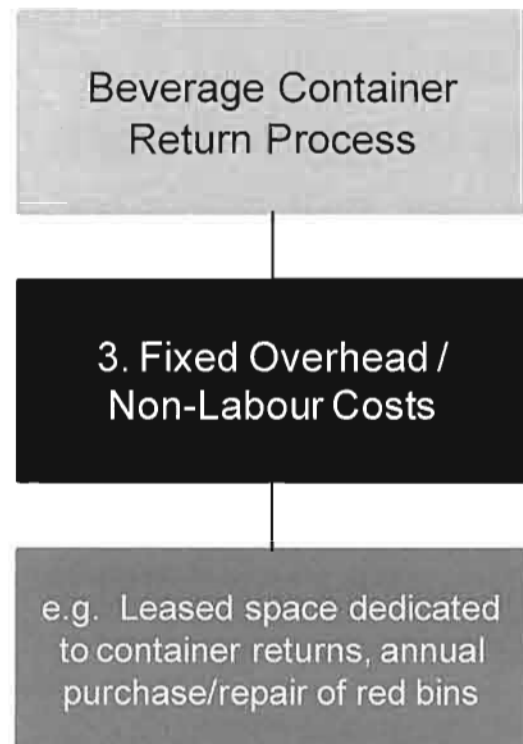 Beverage Container
Return Process
3. Fixed Overhead /
Non-Labour Costs
e.g. Leased space dedicated
to container returns, annual
purchase/repair of red bins